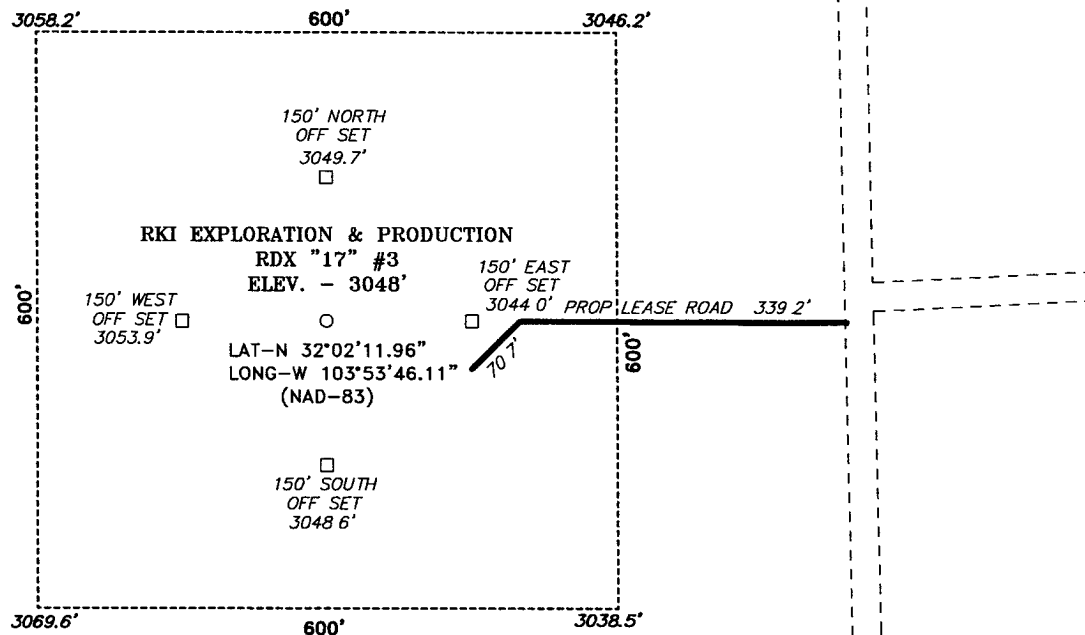 3058.2'
600'
3046.2'
150' NORTH
OFF SET
3049.7'
RKI EXPLORATION & PRODUCTION
RDX "17" #3
ELEV. - 3048'
150' EAST
OFF SET
3044 0'
PROP LEASE ROAD 339 2'
600'
150' WEST
OFF SET
3053.9'
LAT-N 32°02'11.96"
LONG-W 103°53'46.11"
(NAD-83)
70 7'
600'
150' SOUTH
OFF SET
3048 6'
3069.6'
600'
3038.5'